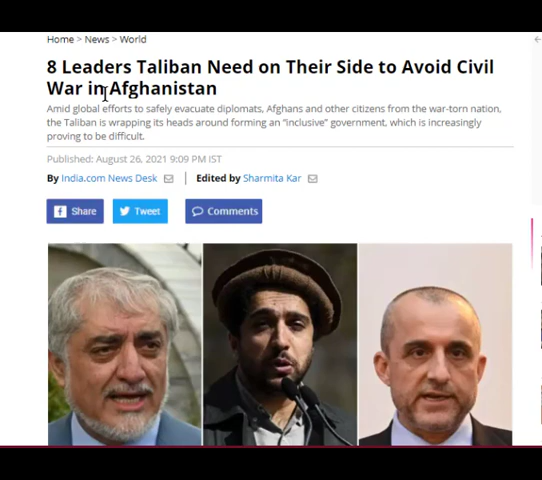 Home > News > World
8 Leaders Taliban Need on Their Side to Avoid Civil
War in Afghanistan
Amid global efforts to safely evacuate diplomats, Afghans and other citizens from the war-torn nation,
the Taliban is wrapping its heads around forming an “inclusive” government, which is increasingly
proving to be difficult.
Published: August 26, 2021 9:09 PM IST
By India.com News Desk | Edited by Sharmita Kar
Share Tweet Comments